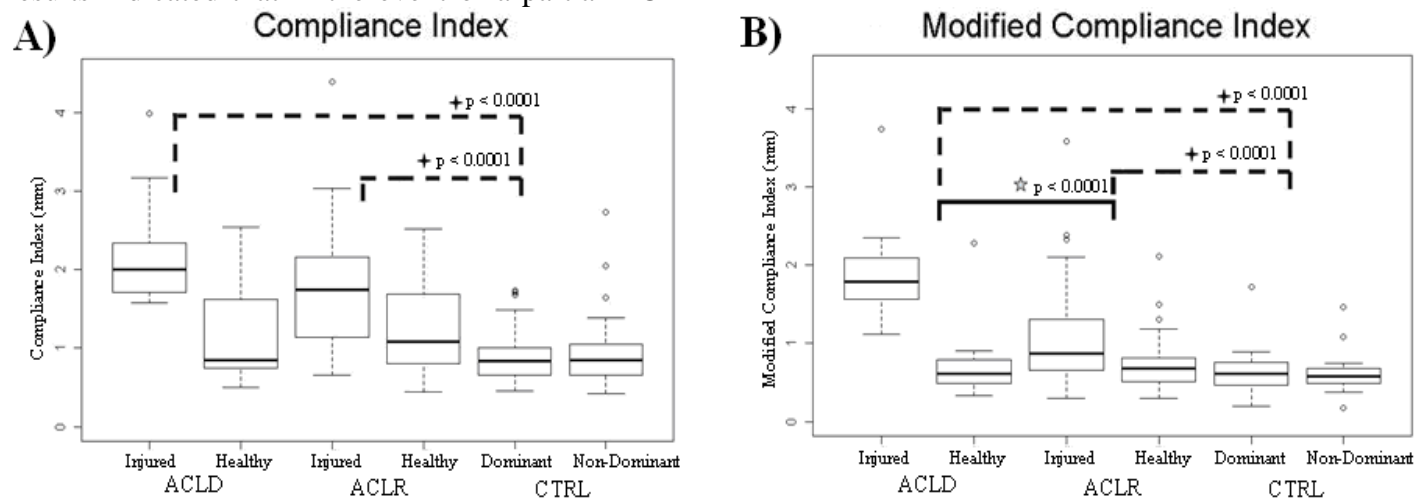 A) Compliance Index
Compliance Index (mm)
4
3
2
1
0
✦ p < 0.0001
✦ p < 0.0001
Injured Healthy Injured Healthy Dominant Non-Dominant
ACLD ACLR CTRL
B) Modified Compliance Index
Modified Compliance Index (mm)
4
3
2
1
0
✦ p < 0.0001
✦ p < 0.0001
☆ p < 0.0001
Injured Healthy Injured Healthy Dominant Non-Dominant
ACLD ACLR CTRL